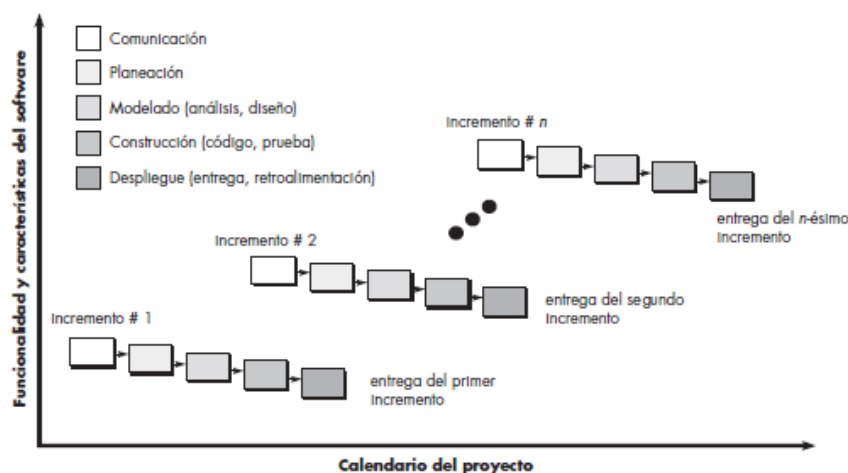 Funcionalidad y características del software
Comunicación
Planeación
Modelado (análisis, diseño)
Construcción (código, prueba)
Despliegue (entrega, retroalimentación)
Incremento # n
entrega del n-ésimo
Incremento
Incremento # 2
entrega del segundo
Incremento
Incremento # 1
entrega del primer
Incremento
Calendario del proyecto